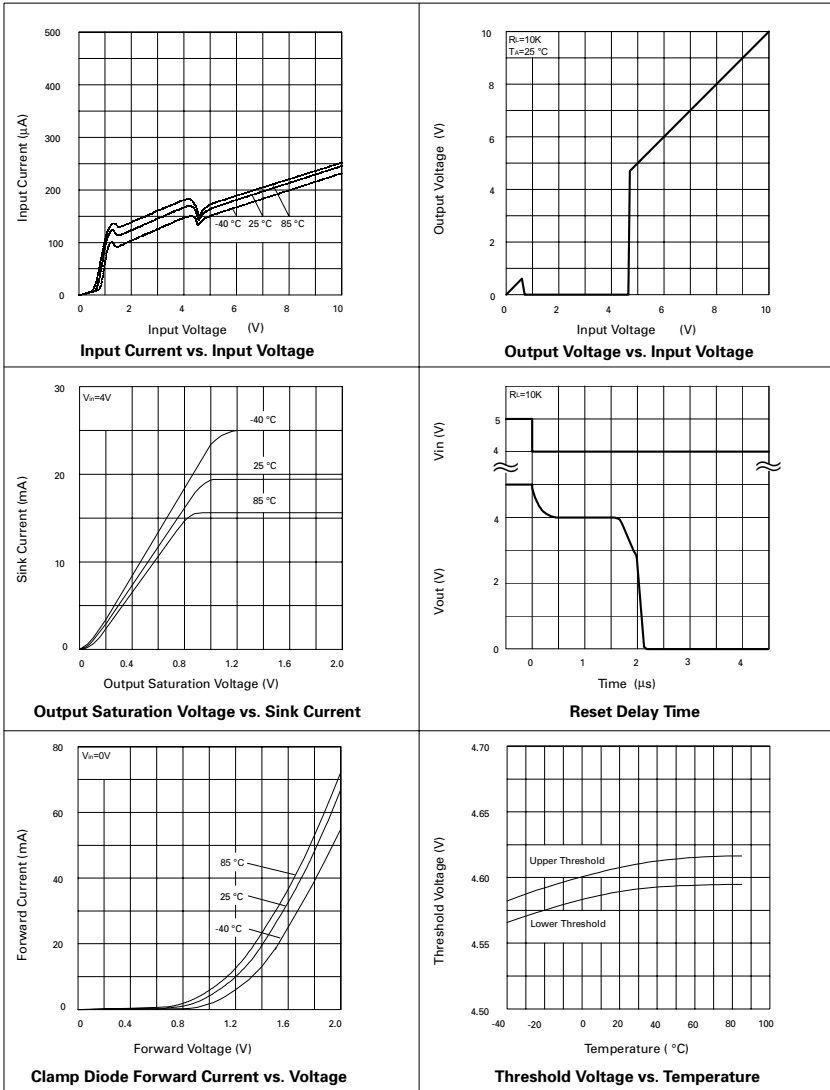 500
400
300
200
100
0
Input Current (µA)
-40 °C 25 °C 85 °C
0 2 4 6 8 10
Input Voltage (V)
Input Current vs. Input Voltage
RL=10K
TA=25 °C
10
8
6
4
2
0
Output Voltage (V)
0 2 4 6 8 10
Input Voltage (V)
Output Voltage vs. Input Voltage
30
20
10
0
Sink Current (mA)
Vin=4V
-40 °C
25 °C
85 °C
0 0.4 0.8 1.2 1.6 2.0
Output Saturation Voltage (V)
Output Saturation Voltage vs. Sink Current
RL=10K
5
4
Vin (V)
4
2
0
Vout (V)
0 1 2 3 4
Time (µs)
Reset Delay Time
80
60
40
20
0
Forward Current (mA)
Vin=0V
85 °C
25 °C
-40 °C
0 0.4 0.8 1.2 1.6 2.0
Forward Voltage (V)
Clamp Diode Forward Current vs. Voltage
4.70
4.65
4.60
4.55
4.50
Threshold Voltage (V)
Upper Threshold
Lower Threshold
-40 -20 0 20 40 60 80 100
Temperature ( °C)
Threshold Voltage vs. Temperature